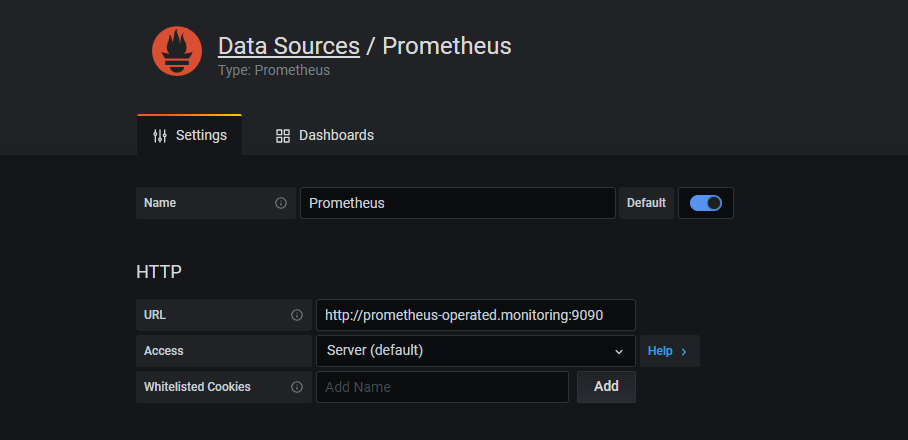 Data Sources / Prometheus
Type: Prometheus
Settings Dashboards
Name Prometheus Default
HTTP
URL http://prometheus-operated.monitoring:9090
Access Server (default) Help
Whitelisted Cookies Add Name Add